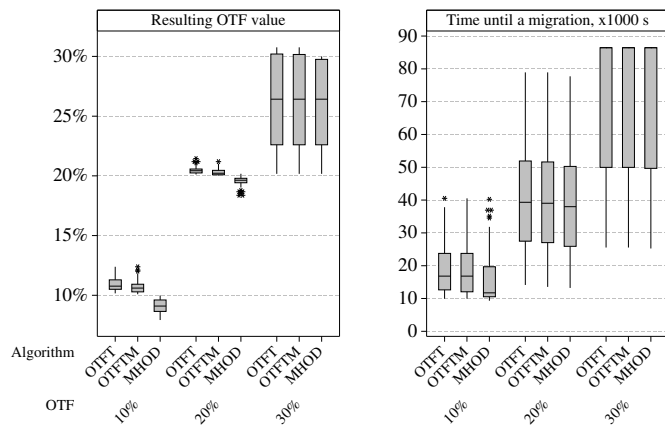 Resulting OTF value
Time until a migration, x1000 s
30%
25%
20%
15%
10%
90
80
70
60
50
40
30
20
10
0
Algorithm
OTFT
OTFTM
MHOD
OTFT
OTFTM
MHOD
OTFT
OTFTM
MHOD
OTFT
OTFTM
MHOD
OTFT
OTFTM
MHOD
OTFT
OTFTM
MHOD
OTF
10%
20%
30%
10%
20%
30%